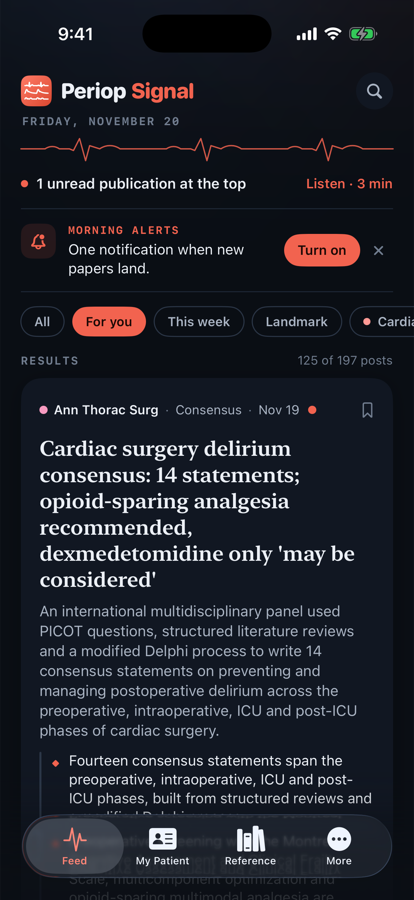 9:41
Periop Signal
FRIDAY, NOVEMBER 20
1 unread publication at the top
Listen · 3 min
MORNING ALERTS
One notification when new
papers land.
Turn on
All
For you
This week
Landmark
Cardia
RESULTS
125 of 197 posts
Ann Thorac Surg · Consensus · Nov 19
Cardiac surgery delirium
consensus: 14 statements;
opioid-sparing analgesia
recommended,
dexmedetomidine only 'may be
considered'
An international multidisciplinary panel used
PICOT questions, structured literature reviews
and a modified Delphi process to write 14
consensus statements on preventing and
managing postoperative delirium across the
preoperative, intraoperative, ICU and post-ICU
phases of cardiac surgery.
Fourteen consensus statements span the
preoperative, intraoperative, ICU and post-
ICU phases, built from structured reviews and
Feed
My Patient
Reference
More
Scale, multicomponent optimization and
opioid-sparing multimodal analgesia are